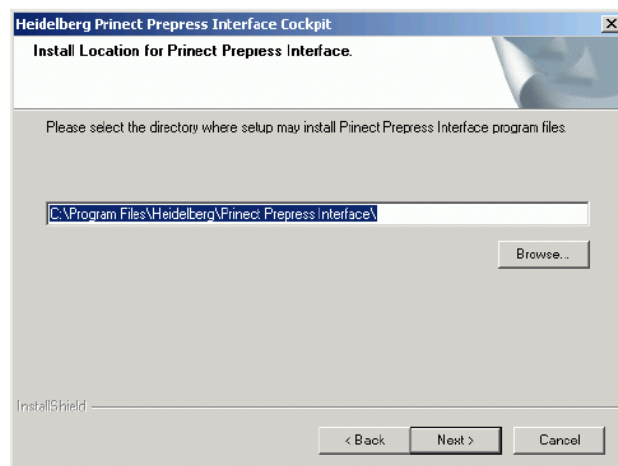 Heidelberg Prinect Prepress Interface Cockpit
Install Location for Prinect Prepress Interface.
Please select the directory where setup may install Prinect Prepress Interface program files.
C:\Program Files\Heidelberg\Prinect Prepress Interface\
Browse...
InstallShield
< Back Next > Cancel